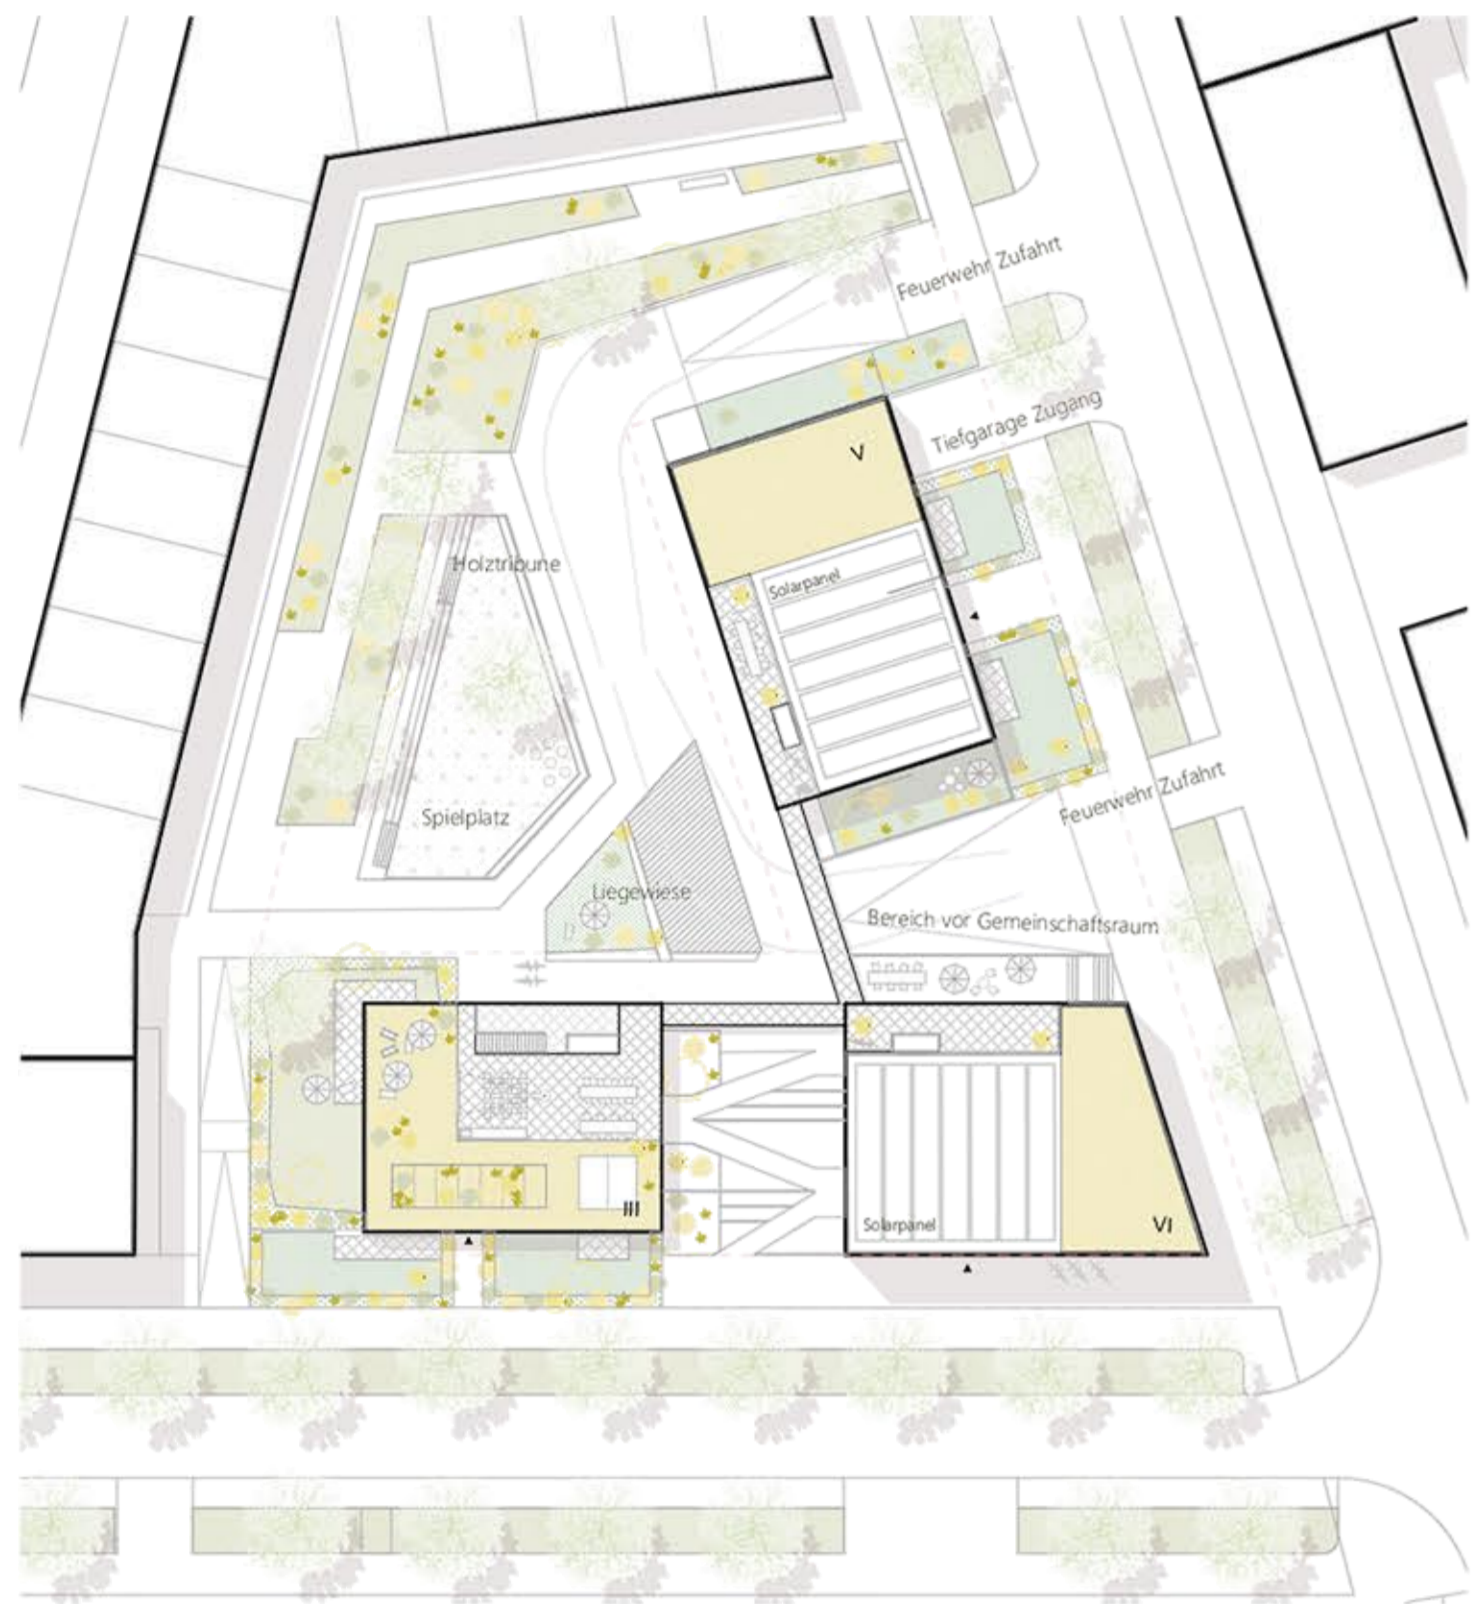 Feuerwehr Zufahrt
Tiefgarage Zugang
V
Holztribune
Solarpanel
Feuerwehr Zufahrt
Spielplatz
Liegewiese
Bereich vor Gemeinschaftsraum
III
Solarpanel
VI